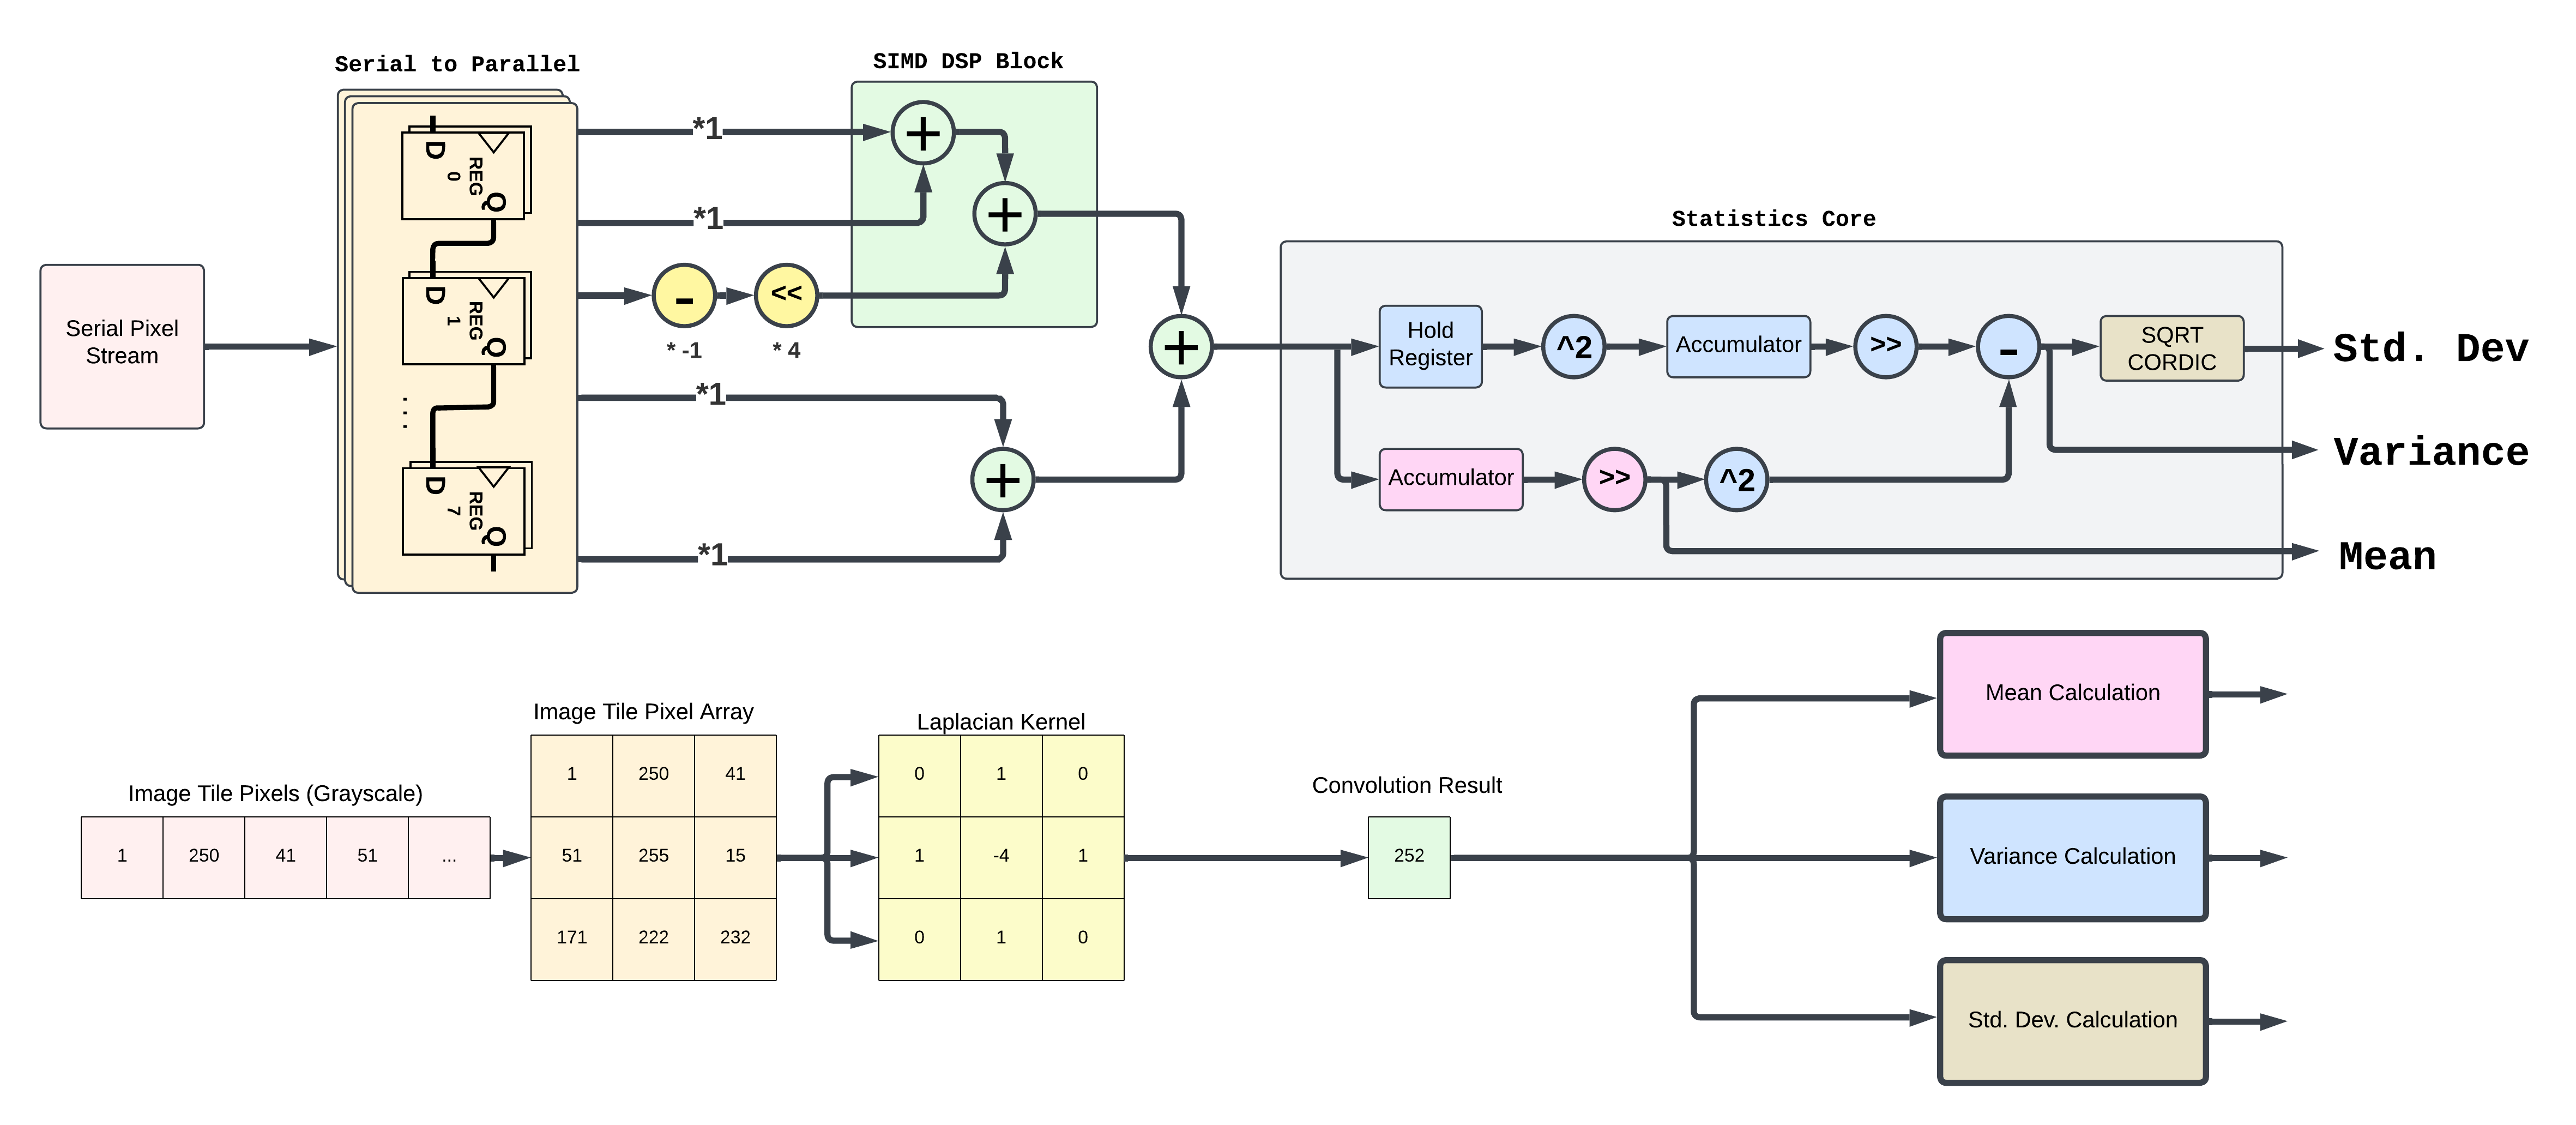 Serial to Parallel
SIMD DSP Block
D
REG
0
Q
D
REG
1
Q
...
D
REG
7
Q
Serial Pixel
Stream
*1
*1
-
<<
* -1
* 4
*1
*1
+
+
+
+
Statistics Core
Hold
Register
^2
Accumulator
>>
-
SQRT
CORDIC
Std. Dev
Variance
Accumulator
>>
^2
Mean
Image Tile Pixels (Grayscale)
1 250 41 51 ...
Image Tile Pixel Array
1 250 41
51 255 15
171 222 232
Laplacian Kernel
0 1 0
1 -4 1
0 1 0
Convolution Result
252
Mean Calculation
Variance Calculation
Std. Dev. Calculation